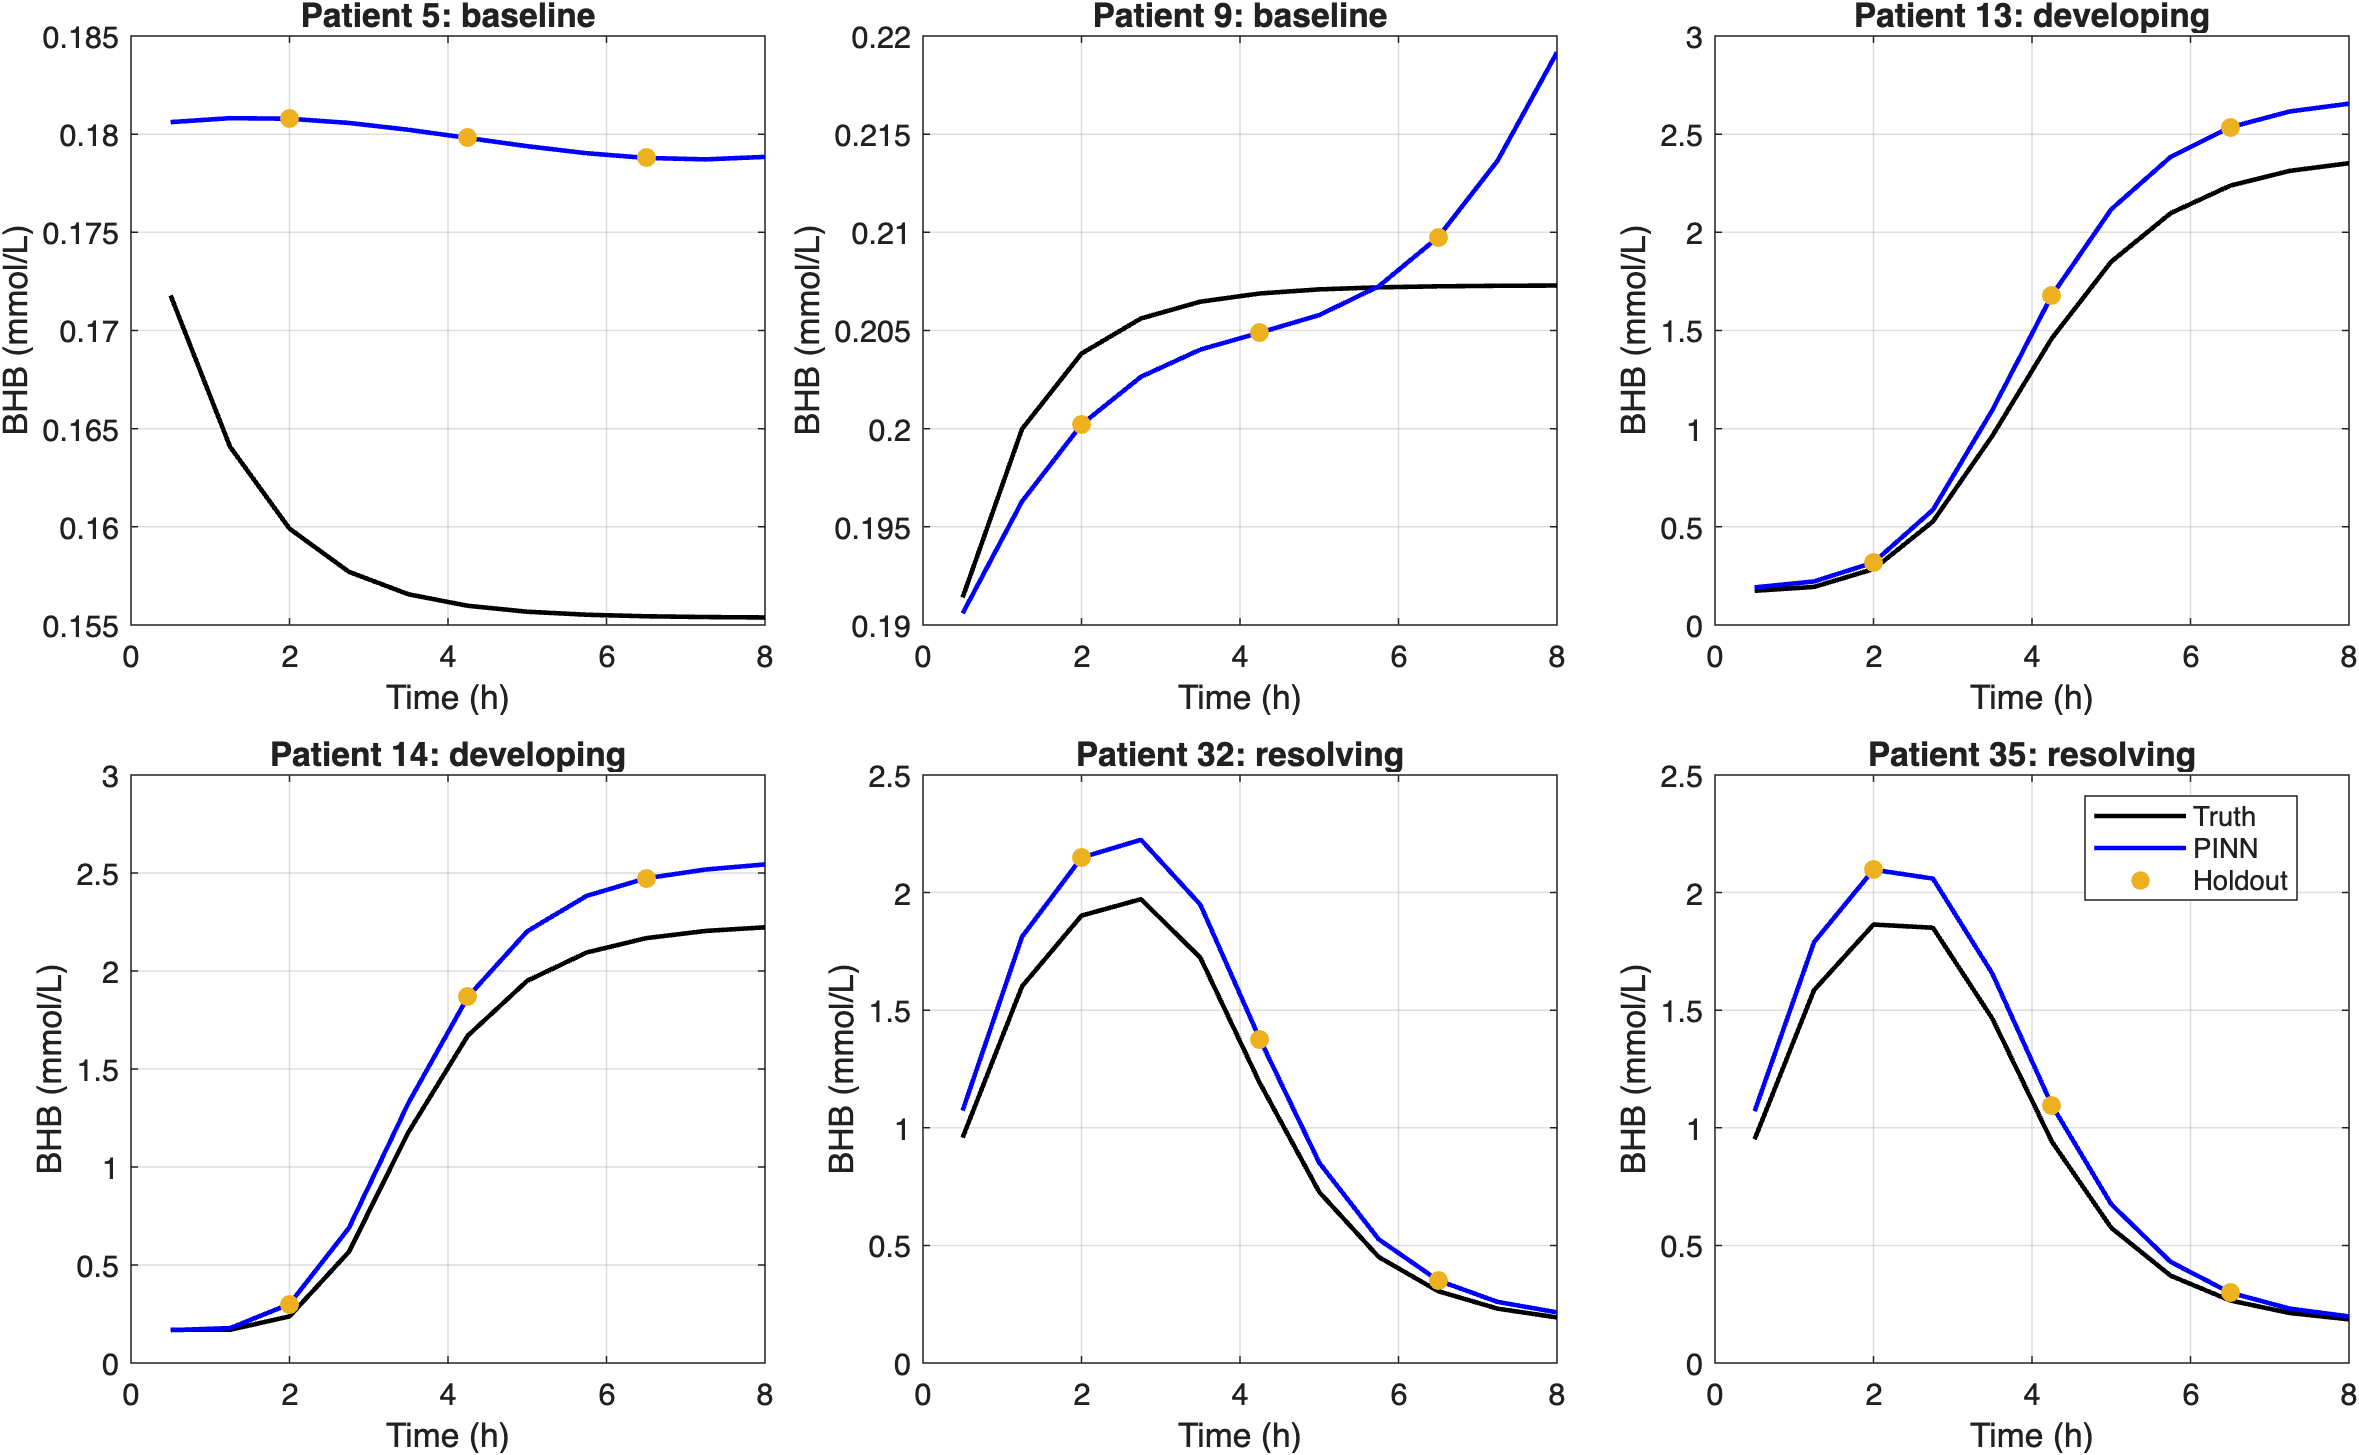 Patient 5: baseline
0.185
0.18
0.175
0.17
0.165
0.16
0.155
BHB (mmol/L)
0 2 4 6 8
Time (h)
Patient 9: baseline
0.22
0.215
0.21
0.205
0.2
0.195
0.19
BHB (mmol/L)
0 2 4 6 8
Time (h)
Patient 13: developing
3
2.5
2
1.5
1
0.5
0
BHB (mmol/L)
0 2 4 6 8
Time (h)
Patient 14: developing
3
2.5
2
1.5
1
0.5
0
BHB (mmol/L)
0 2 4 6 8
Time (h)
Patient 32: resolving
2.5
2
1.5
1
0.5
0
BHB (mmol/L)
0 2 4 6 8
Time (h)
Patient 35: resolving
2.5
2
1.5
1
0.5
0
BHB (mmol/L)
0 2 4 6 8
Time (h)
Truth
PINN
Holdout